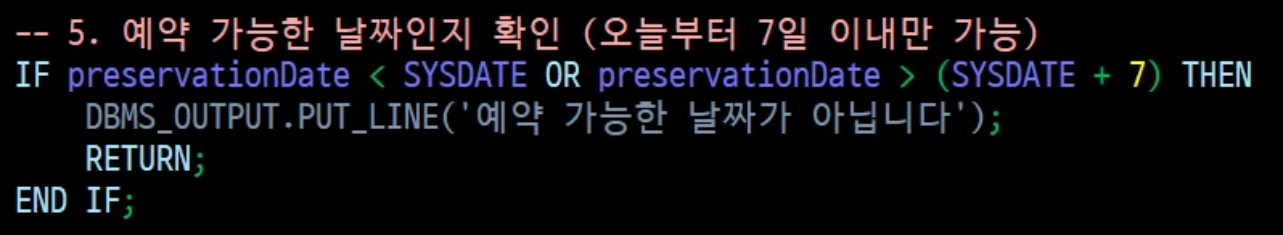 -- 5. 예약 가능한 날짜인지 확인 (오늘부터 7일 이내만 가능)
IF preservationDate < SYSDATE OR preservationDate > (SYSDATE + 7) THEN
    DBMS_OUTPUT.PUT_LINE('예약 가능한 날짜가 아닙니다');
    RETURN;
END IF;